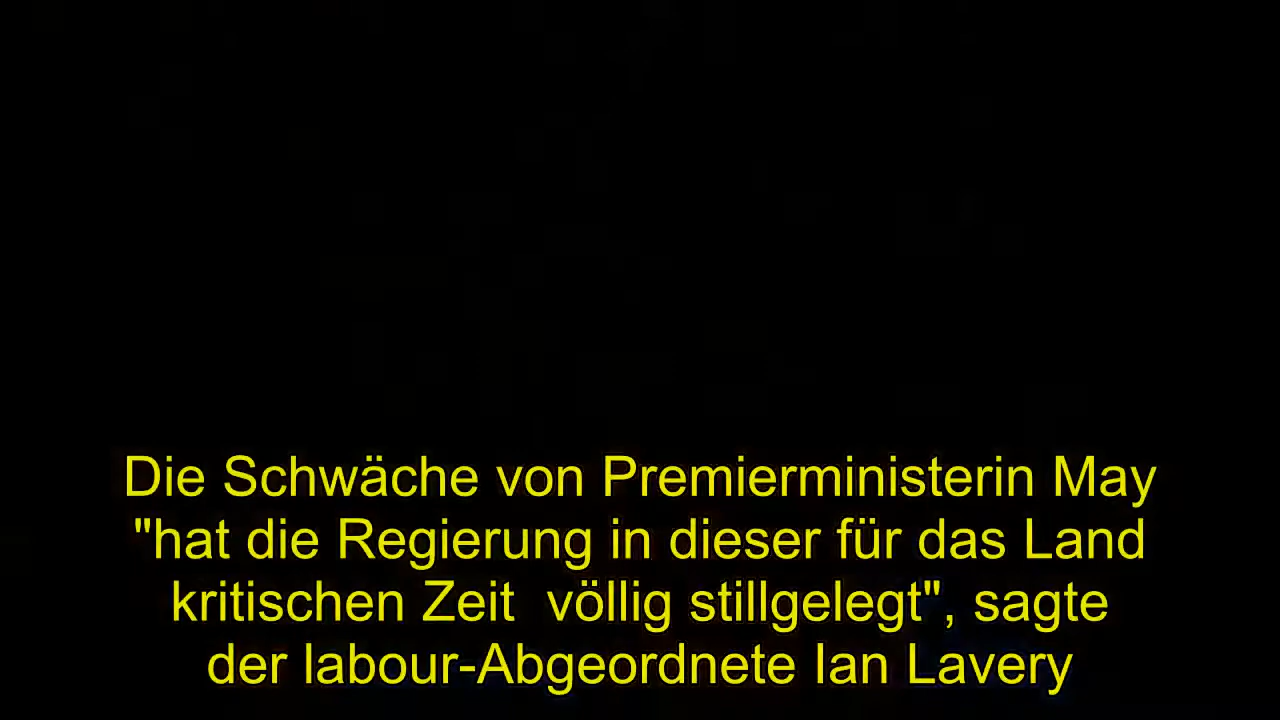 Die Schwäche von Premierministerin May
"hat die Regierung in dieser für das Land
kritischen Zeit  völlig stillgelegt", sagte
der labour-Abgeordnete Ian Lavery